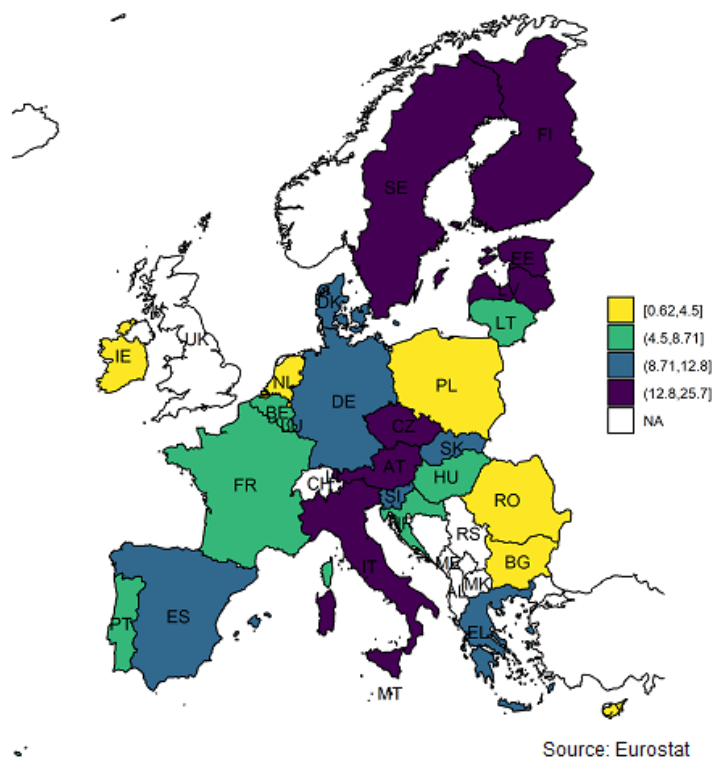 FI
SE
EE
LV
DK
LT
UK
IE
NL
PL
DE
BE
LU
CZ
SK
AT
CH
HU
FR
SI
RO
RS
BG
ME
MK
AL
IT
ES
PT
EL
MT
[0.62,4.5]
(4.5,8.71]
(8.71,12.8]
(12.8,25.7]
NA
Source: Eurostat